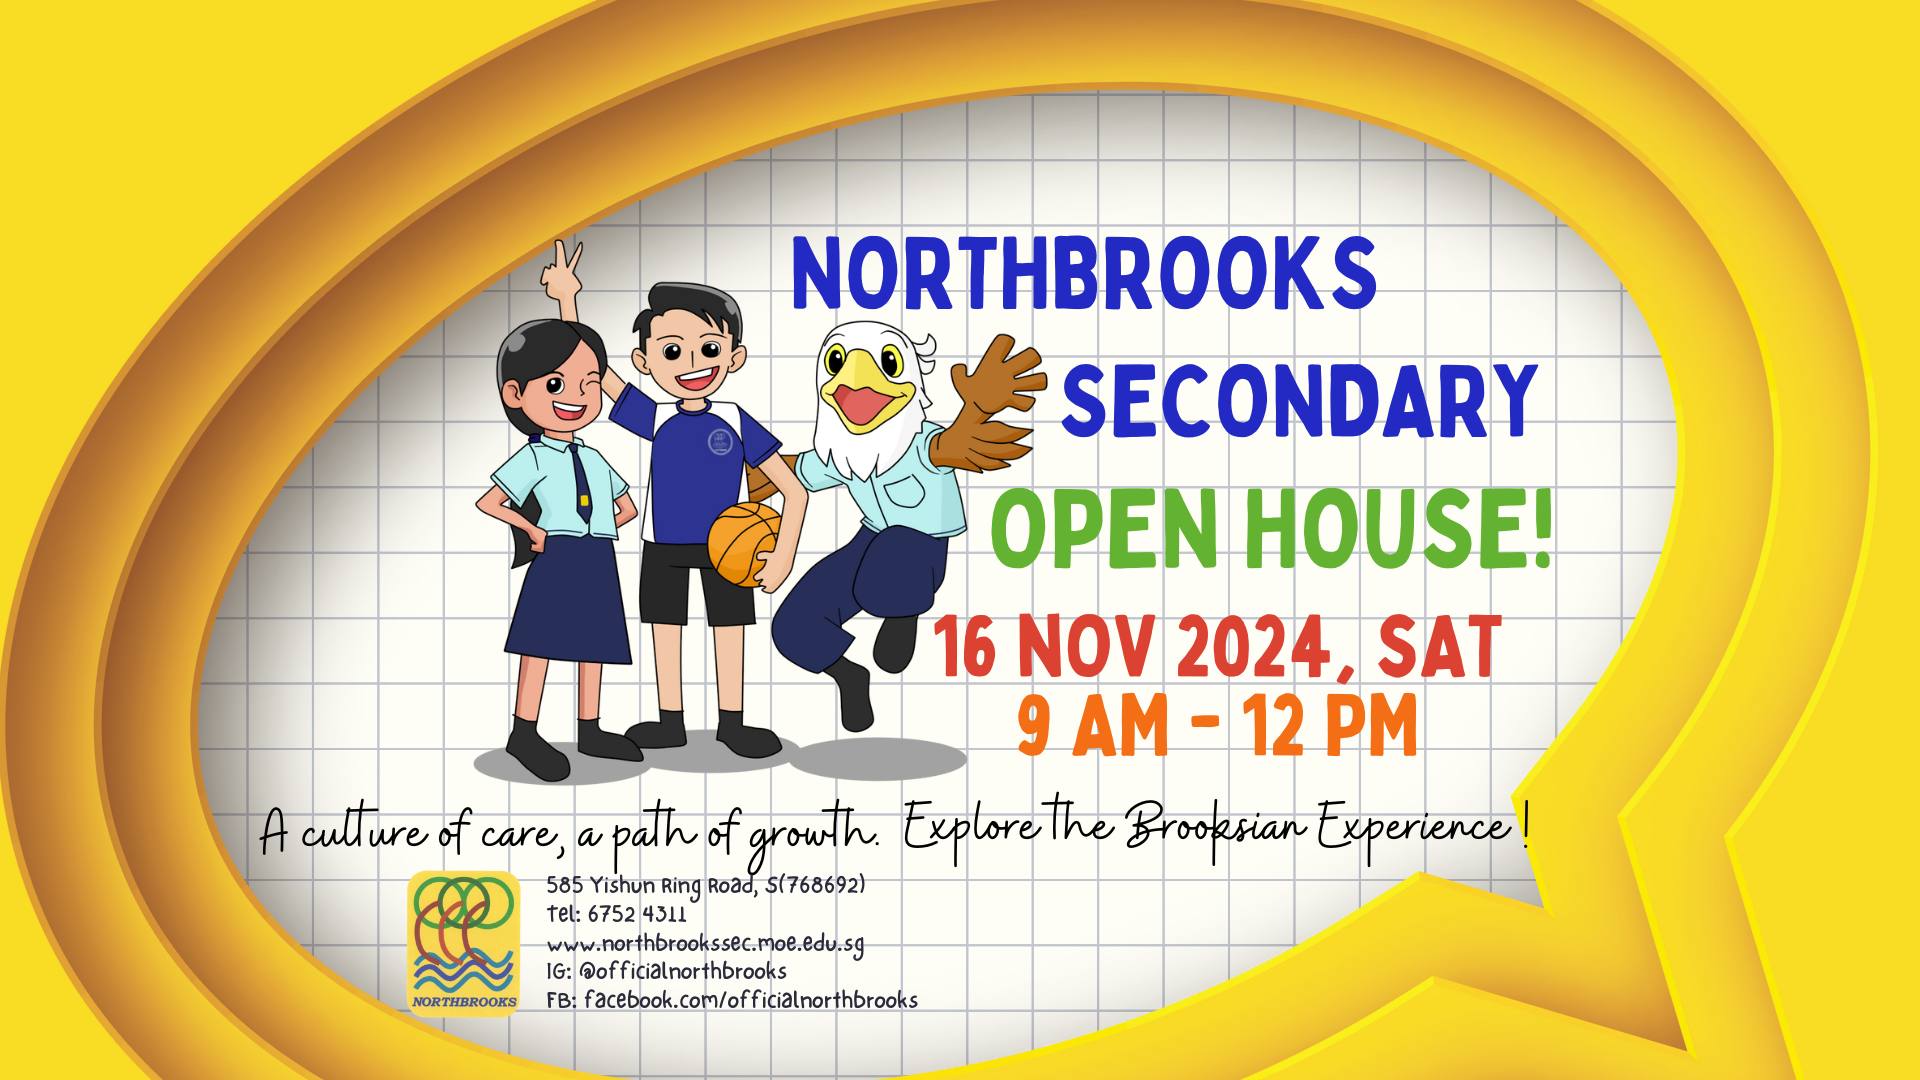 NORTHBROOKS
SECONDARY
OPEN HOUSE!
16 NOV 2024, SAT
9 AM - 12 PM
A culture of care, a path of growth. Explore the Brooksian Experience!
585 Yishun Ring Road, S(768692)
Tel: 6752 4311
www.northbrookssec.moe.edu.sg
IG: @officialnorthbrooks
FB: facebook.com/officialnorthbrooks
NORTHBROOKS